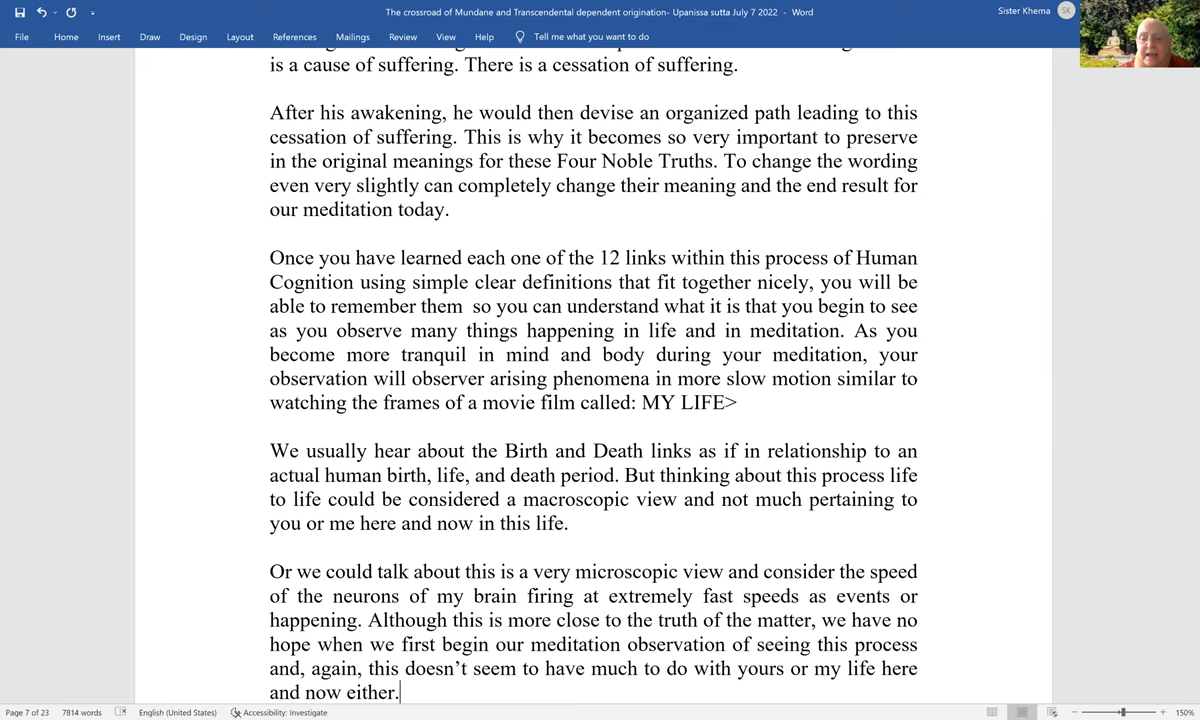 The crossroad of Mundane and Transcendental dependent origination- Upanissa sutta July 7 2022 - Word
Sister Khema SK
File Home Insert Draw Design Layout References Mailings Review View Help Tell me what you want to do
is a cause of suffering. There is a cessation of suffering.
After his awakening, he would then devise an organized path leading to this
cessation of suffering. This is why it becomes so very important to preserve
in the original meanings for these Four Noble Truths. To change the wording
even very slightly can completely change their meaning and the end result for
our meditation today.
Once you have learned each one of the 12 links within this process of Human
Cognition using simple clear definitions that fit together nicely, you will be
able to remember them  so you can understand what it is that you begin to see
as you observe many things happening in life and in meditation. As you
become more tranquil in mind and body during your meditation, your
observation will observer arising phenomena in more slow motion similar to
watching the frames of a movie film called: MY LIFE>
We usually hear about the Birth and Death links as if in relationship to an
actual human birth, life, and death period. But thinking about this process life
to life could be considered a macroscopic view and not much pertaining to
you or me here and now in this life.
Or we could talk about this is a very microscopic view and consider the speed
of the neurons of my brain firing at extremely fast speeds as events or
happening. Although this is more close to the truth of the matter, we have no
hope when we first begin our meditation observation of seeing this process
and, again, this doesn't seem to have much to do with yours or my life here
and now either.
Page 7 of 23 7814 words English (United States) Accessibility: Investigate 150%